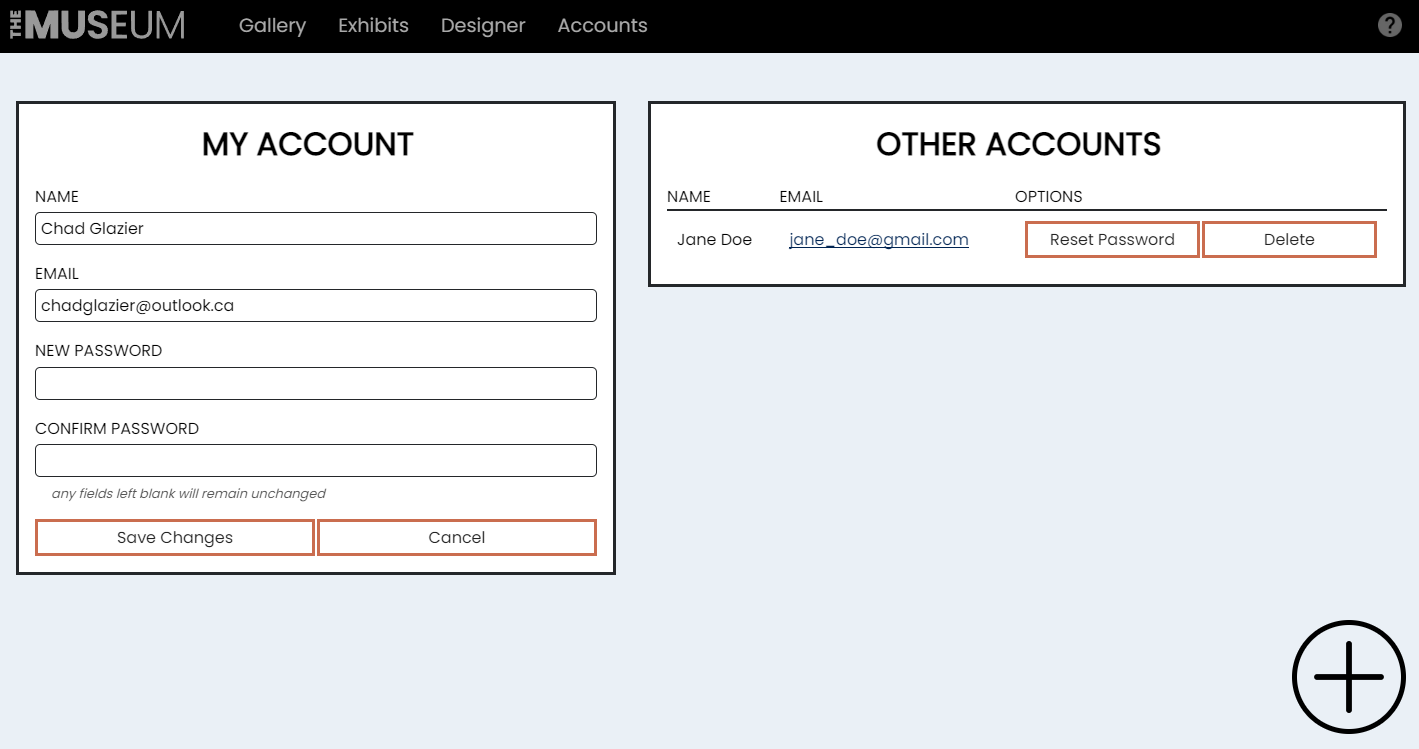 THE MUSEUM Gallery Exhibits Designer Accounts ?
MY ACCOUNT
NAME
Chad Glazier
EMAIL
chadglazier@outlook.ca
NEW PASSWORD
CONFIRM PASSWORD
any fields left blank will remain unchanged
Save Changes Cancel
OTHER ACCOUNTS
NAME EMAIL OPTIONS
Jane Doe jane_doe@gmail.com Reset Password Delete